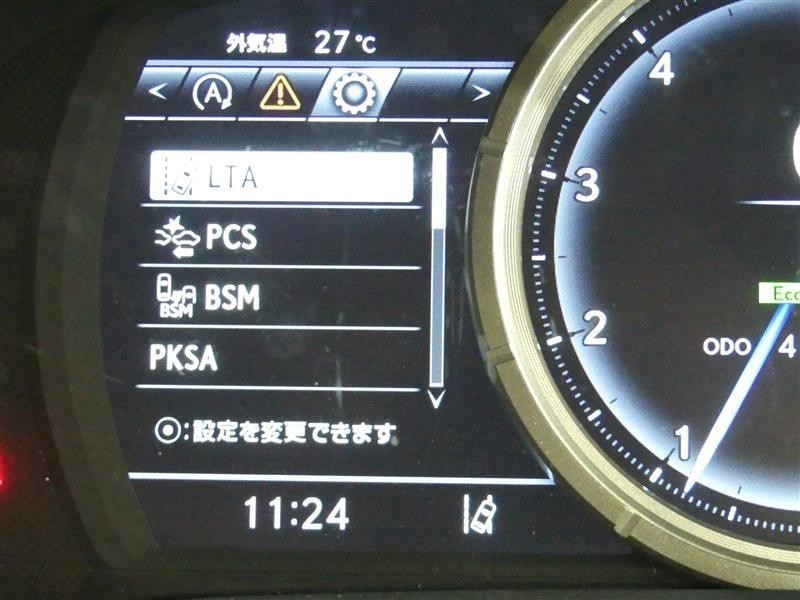 外気温 27℃
< A >
LTA
PCS
BSM BSM
PKSA
⦿:設定を変更できます
11:24
4
3
2
1
Eco
ODO 4